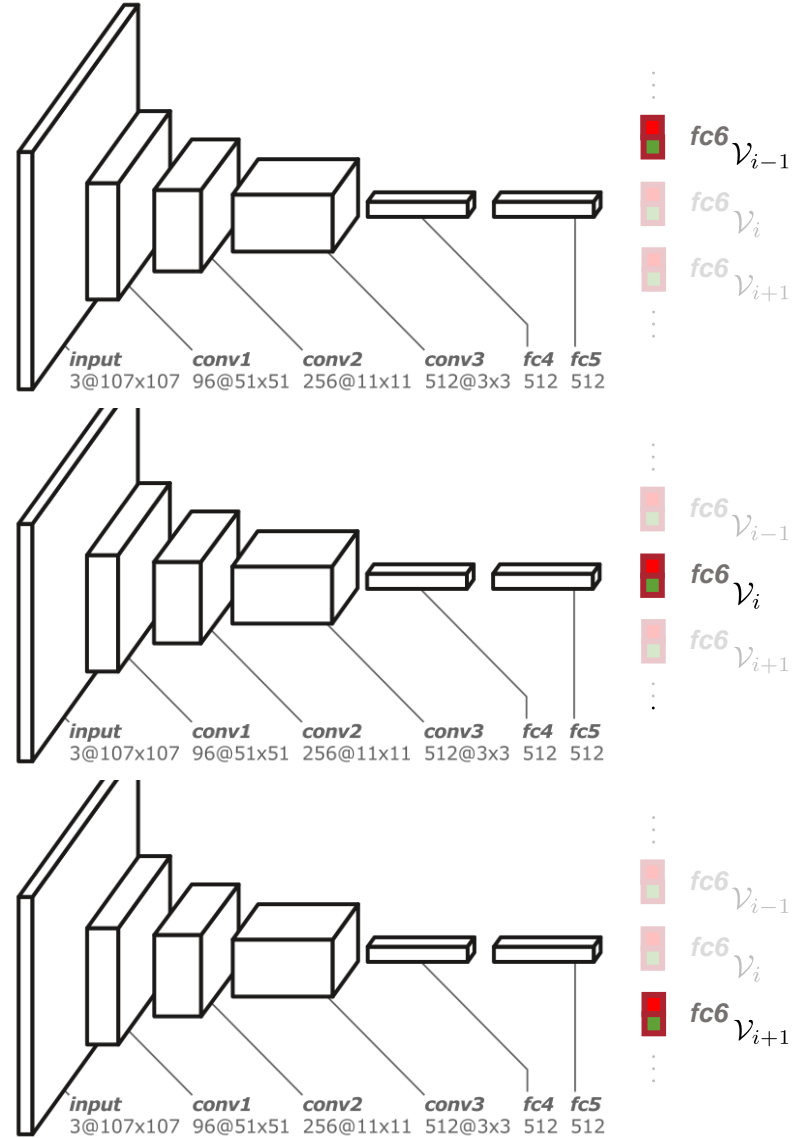 fc6 𝒱i−1
fc6 𝒱i
fc6 𝒱i+1
input conv1 conv2 conv3 fc4 fc5
3@107x107 96@51x51 256@11x11 512@3x3 512 512
fc6 𝒱i−1
fc6 𝒱i
fc6 𝒱i+1
input conv1 conv2 conv3 fc4 fc5
3@107x107 96@51x51 256@11x11 512@3x3 512 512
fc6 𝒱i−1
fc6 𝒱i
fc6 𝒱i+1
input conv1 conv2 conv3 fc4 fc5
3@107x107 96@51x51 256@11x11 512@3x3 512 512